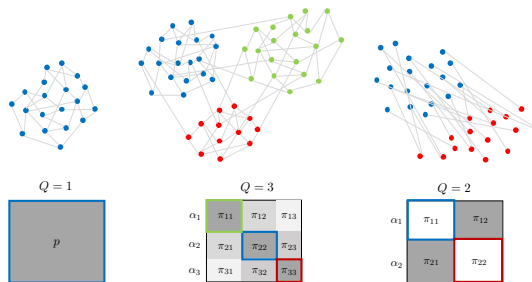 Q = 1
Q = 3
Q = 2
p
α₁ π₁₁ π₁₂ π₁₃
α₂ π₂₁ π₂₂ π₂₃
α₃ π₃₁ π₃₂ π₃₃
α₁ π₁₁ π₁₂
α₂ π₂₁ π₂₂